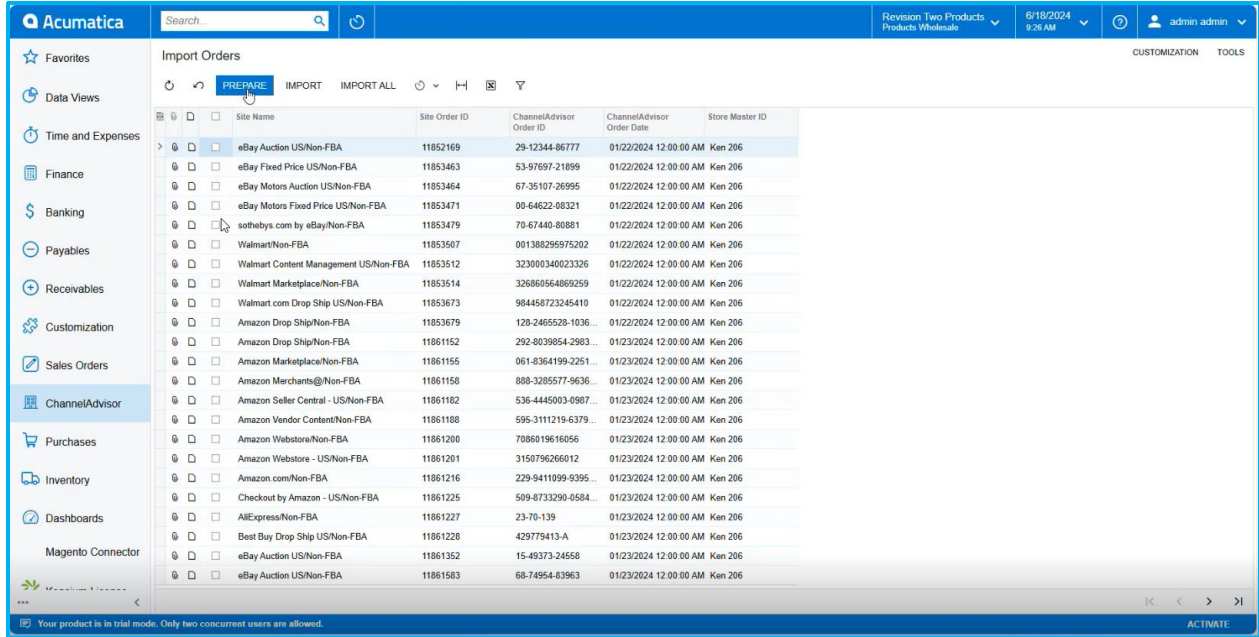 Acumatica Search... Revision Two Products 6/18/2024 admin admin
Products Wholesale 9:26 AM
Favorites
Data Views
Time and Expenses
Finance
Banking
Payables
Receivables
Customization
Sales Orders
ChannelAdvisor
Purchases
Inventory
Dashboards
Magento Connector
Import Orders CUSTOMIZATION TOOLS
PREPARE IMPORT IMPORT ALL
Site Name Site Order ID ChannelAdvisor Order ID ChannelAdvisor Order Date Store Master ID
eBay Auction US/Non-FBA 11852169 29-12344-86777 01/22/2024 12:00:00 AM Ken 206
eBay Fixed Price US/Non-FBA 11853463 53-97697-21899 01/22/2024 12:00:00 AM Ken 206
eBay Motors Auction US/Non-FBA 11853464 67-35107-26995 01/22/2024 12:00:00 AM Ken 206
eBay Motors Fixed Price US/Non-FBA 11853471 00-64622-08321 01/22/2024 12:00:00 AM Ken 206
sothebys.com by eBay/Non-FBA 11853479 70-67440-80881 01/22/2024 12:00:00 AM Ken 206
Walmart/Non-FBA 11853507 001388295975202 01/22/2024 12:00:00 AM Ken 206
Walmart Content Management US/Non-FBA 11853512 323000340023326 01/22/2024 12:00:00 AM Ken 206
Walmart Marketplace/Non-FBA 11853514 326860564869259 01/22/2024 12:00:00 AM Ken 206
Walmart.com Drop Ship US/Non-FBA 11853673 984458723245410 01/22/2024 12:00:00 AM Ken 206
Amazon Drop Ship/Non-FBA 11853679 128-2465528-1036... 01/22/2024 12:00:00 AM Ken 206
Amazon Drop Ship/Non-FBA 11861152 292-8039854-2983... 01/23/2024 12:00:00 AM Ken 206
Amazon Marketplace/Non-FBA 11861155 061-8364199-2251... 01/23/2024 12:00:00 AM Ken 206
Amazon Merchants@/Non-FBA 11861158 888-3285577-9636... 01/23/2024 12:00:00 AM Ken 206
Amazon Seller Central - US/Non-FBA 11861182 536-4445003-0987... 01/23/2024 12:00:00 AM Ken 206
Amazon Vendor Content/Non-FBA 11861188 595-3111219-6379... 01/23/2024 12:00:00 AM Ken 206
Amazon Webstore/Non-FBA 11861200 7086019616056 01/23/2024 12:00:00 AM Ken 206
Amazon Webstore - US/Non-FBA 11861201 3150796266012 01/23/2024 12:00:00 AM Ken 206
Amazon.com/Non-FBA 11861216 229-9411099-9395... 01/23/2024 12:00:00 AM Ken 206
Checkout by Amazon - US/Non-FBA 11861225 509-8733290-0584... 01/23/2024 12:00:00 AM Ken 206
AliExpress/Non-FBA 11861227 23-70-139 01/23/2024 12:00:00 AM Ken 206
Best Buy Drop Ship US/Non-FBA 11861228 429779413-A 01/23/2024 12:00:00 AM Ken 206
eBay Auction US/Non-FBA 11861352 15-49373-24558 01/23/2024 12:00:00 AM Ken 206
eBay Auction US/Non-FBA 11861583 68-74954-83963 01/23/2024 12:00:00 AM Ken 206
Your product is in trial mode. Only two concurrent users are allowed. ACTIVATE